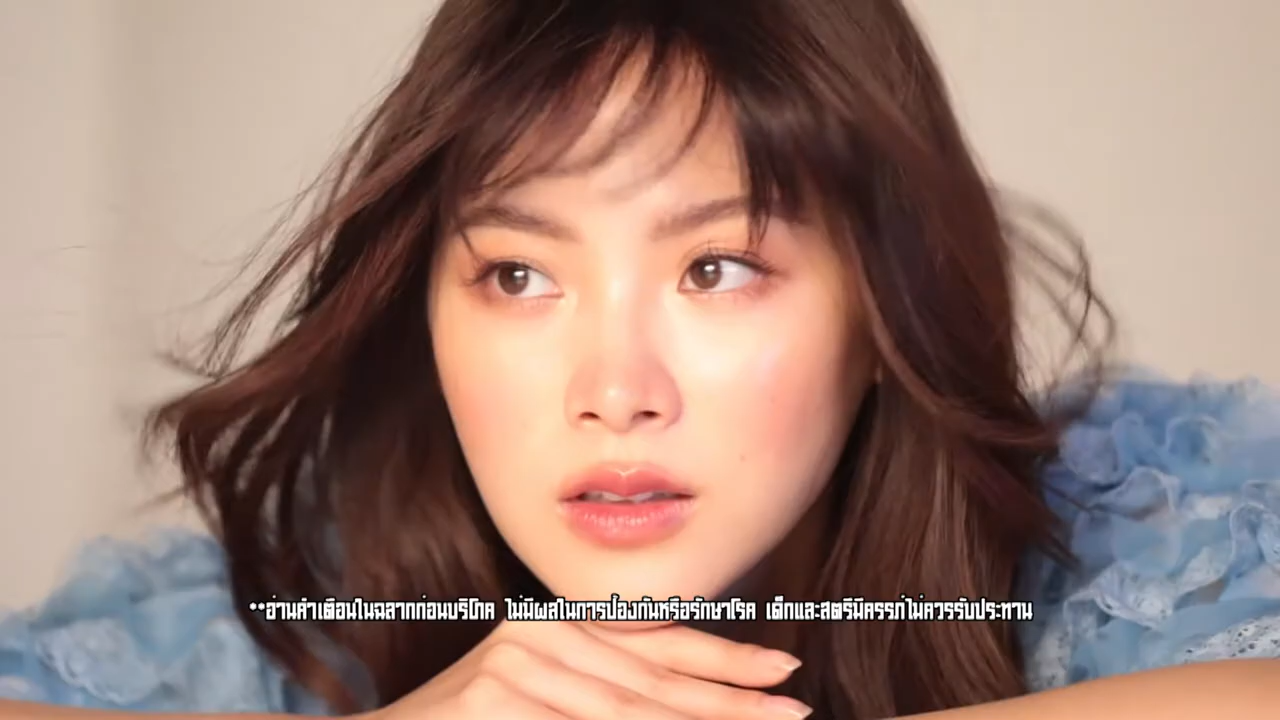 **อ่านคำเตือนในฉลากก่อนบริโภค ไม่มีผลในการป้องกันหรือรักษาโรค เด็กและสตรีมีครรภ์ไม่ควรรับประทาน